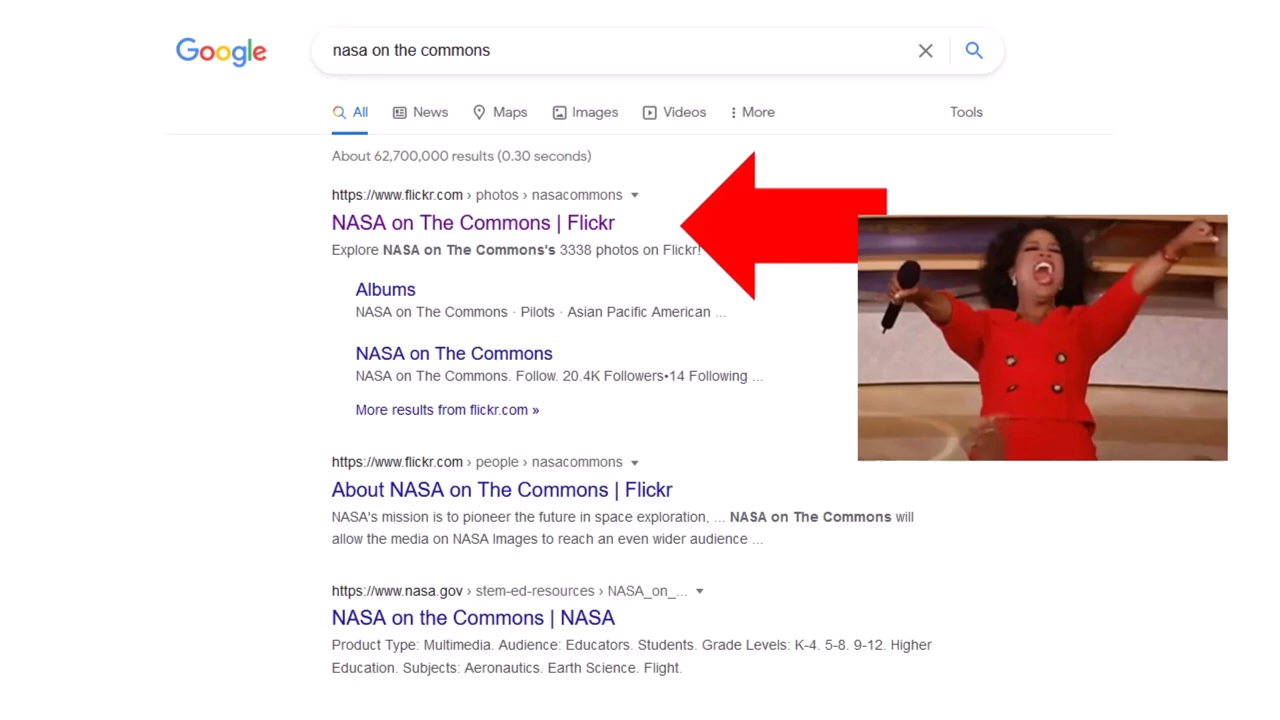 Google
nasa on the commons
All News Maps Images Videos More Tools
About 62,700,000 results (0.30 seconds)
https://www.flickr.com › photos › nasacommons
NASA on The Commons | Flickr
Explore NASA on The Commons's 3338 photos on Flickr!
Albums
NASA on The Commons · Pilots · Asian Pacific American ...
NASA on The Commons
NASA on The Commons. Follow. 20.4K Followers•14 Following ...
More results from flickr.com »
https://www.flickr.com › people › nasacommons
About NASA on The Commons | Flickr
NASA's mission is to pioneer the future in space exploration, ... NASA on The Commons will
allow the media on NASA Images to reach an even wider audience ...
https://www.nasa.gov › stem-ed-resources › NASA_on_...
NASA on the Commons | NASA
Product Type: Multimedia. Audience: Educators. Students. Grade Levels: K-4. 5-8. 9-12. Higher
Education. Subjects: Aeronautics. Earth Science. Flight.